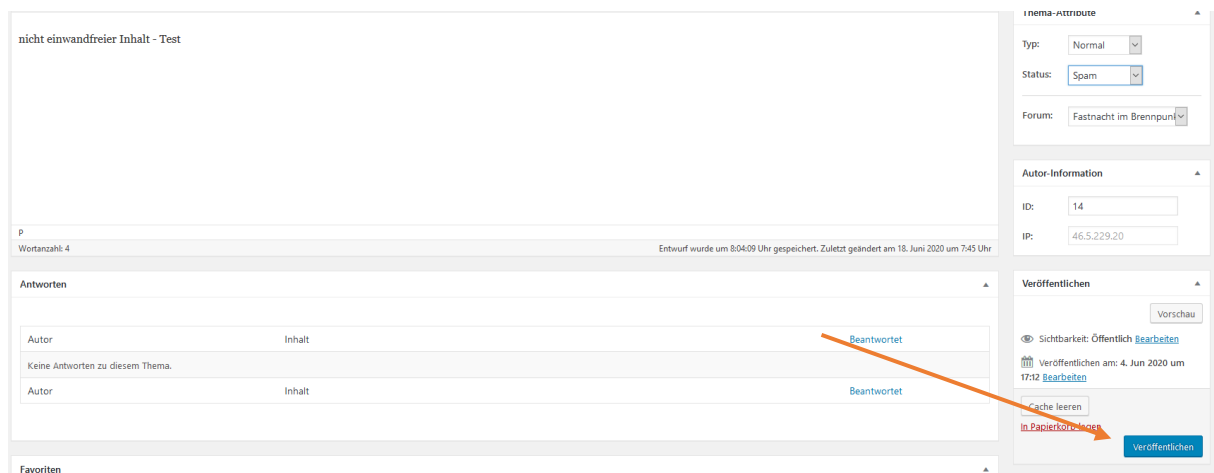 nicht einwandfreier Inhalt - Test
P
Wortanzahl: 4
Entwurf wurde um 8:04:09 Uhr gespeichert. Zuletzt geändert am 18. Juni 2020 um 7:45 Uhr
Antworten
Autor Inhalt Beantwortet
Keine Antworten zu diesem Thema.
Autor Inhalt Beantwortet
Favoriten
Thema-Attribute
Typ: Normal
Status: Spam
Forum: Fastnacht im Brennpunk
Autor-Information
ID: 14
IP: 46.5.229.20
Veröffentlichen
Vorschau
Sichtbarkeit: Öffentlich Bearbeiten
Veröffentlichen am: 4. Jun 2020 um
17:12 Bearbeiten
Cache leeren
In Papierkorb legen
Veröffentlichen